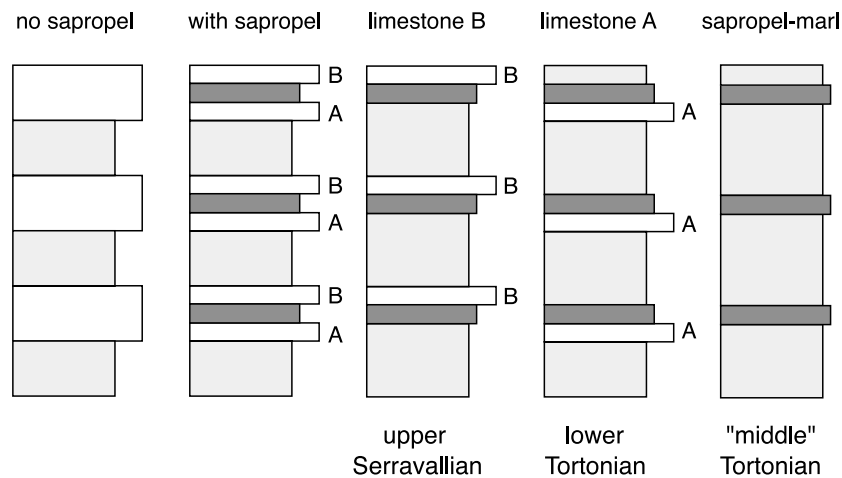 no sapropel
with sapropel
limestone B
limestone A
sapropel-marl
B
A
B
A
B
A
B
B
B
A
A
A
upper
Serravallian
lower
Tortonian
"middle"
Tortonian